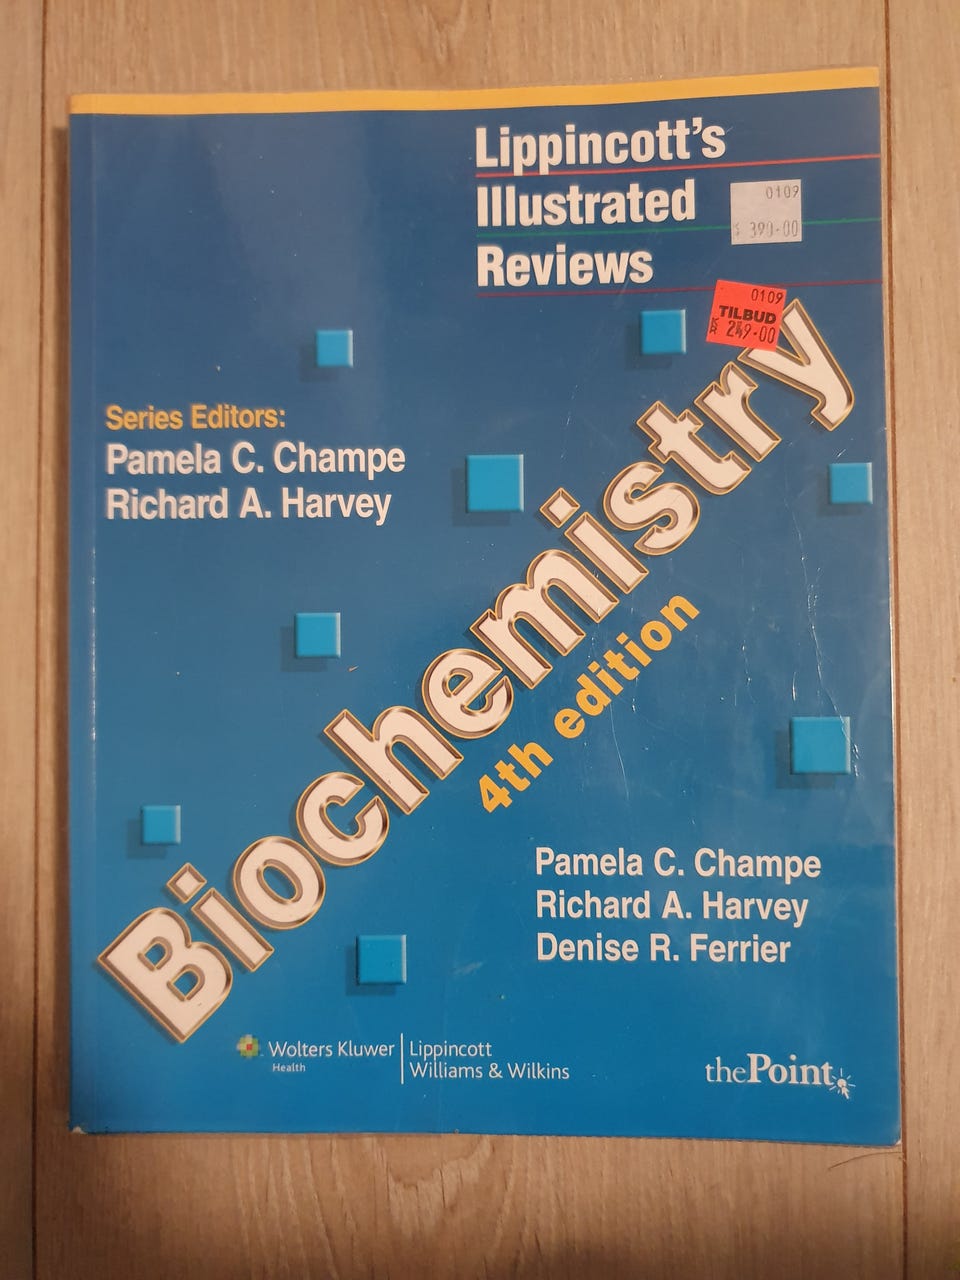 Lippincott's
Illustrated
Reviews
0109
390-00
0109
TILBUD
249-00
Series Editors:
Pamela C. Champe
Richard A. Harvey
Biochemistry
4th edition
Pamela C. Champe
Richard A. Harvey
Denise R. Ferrier
Wolters Kluwer
Health
Lippincott
Williams & Wilkins
thePoint